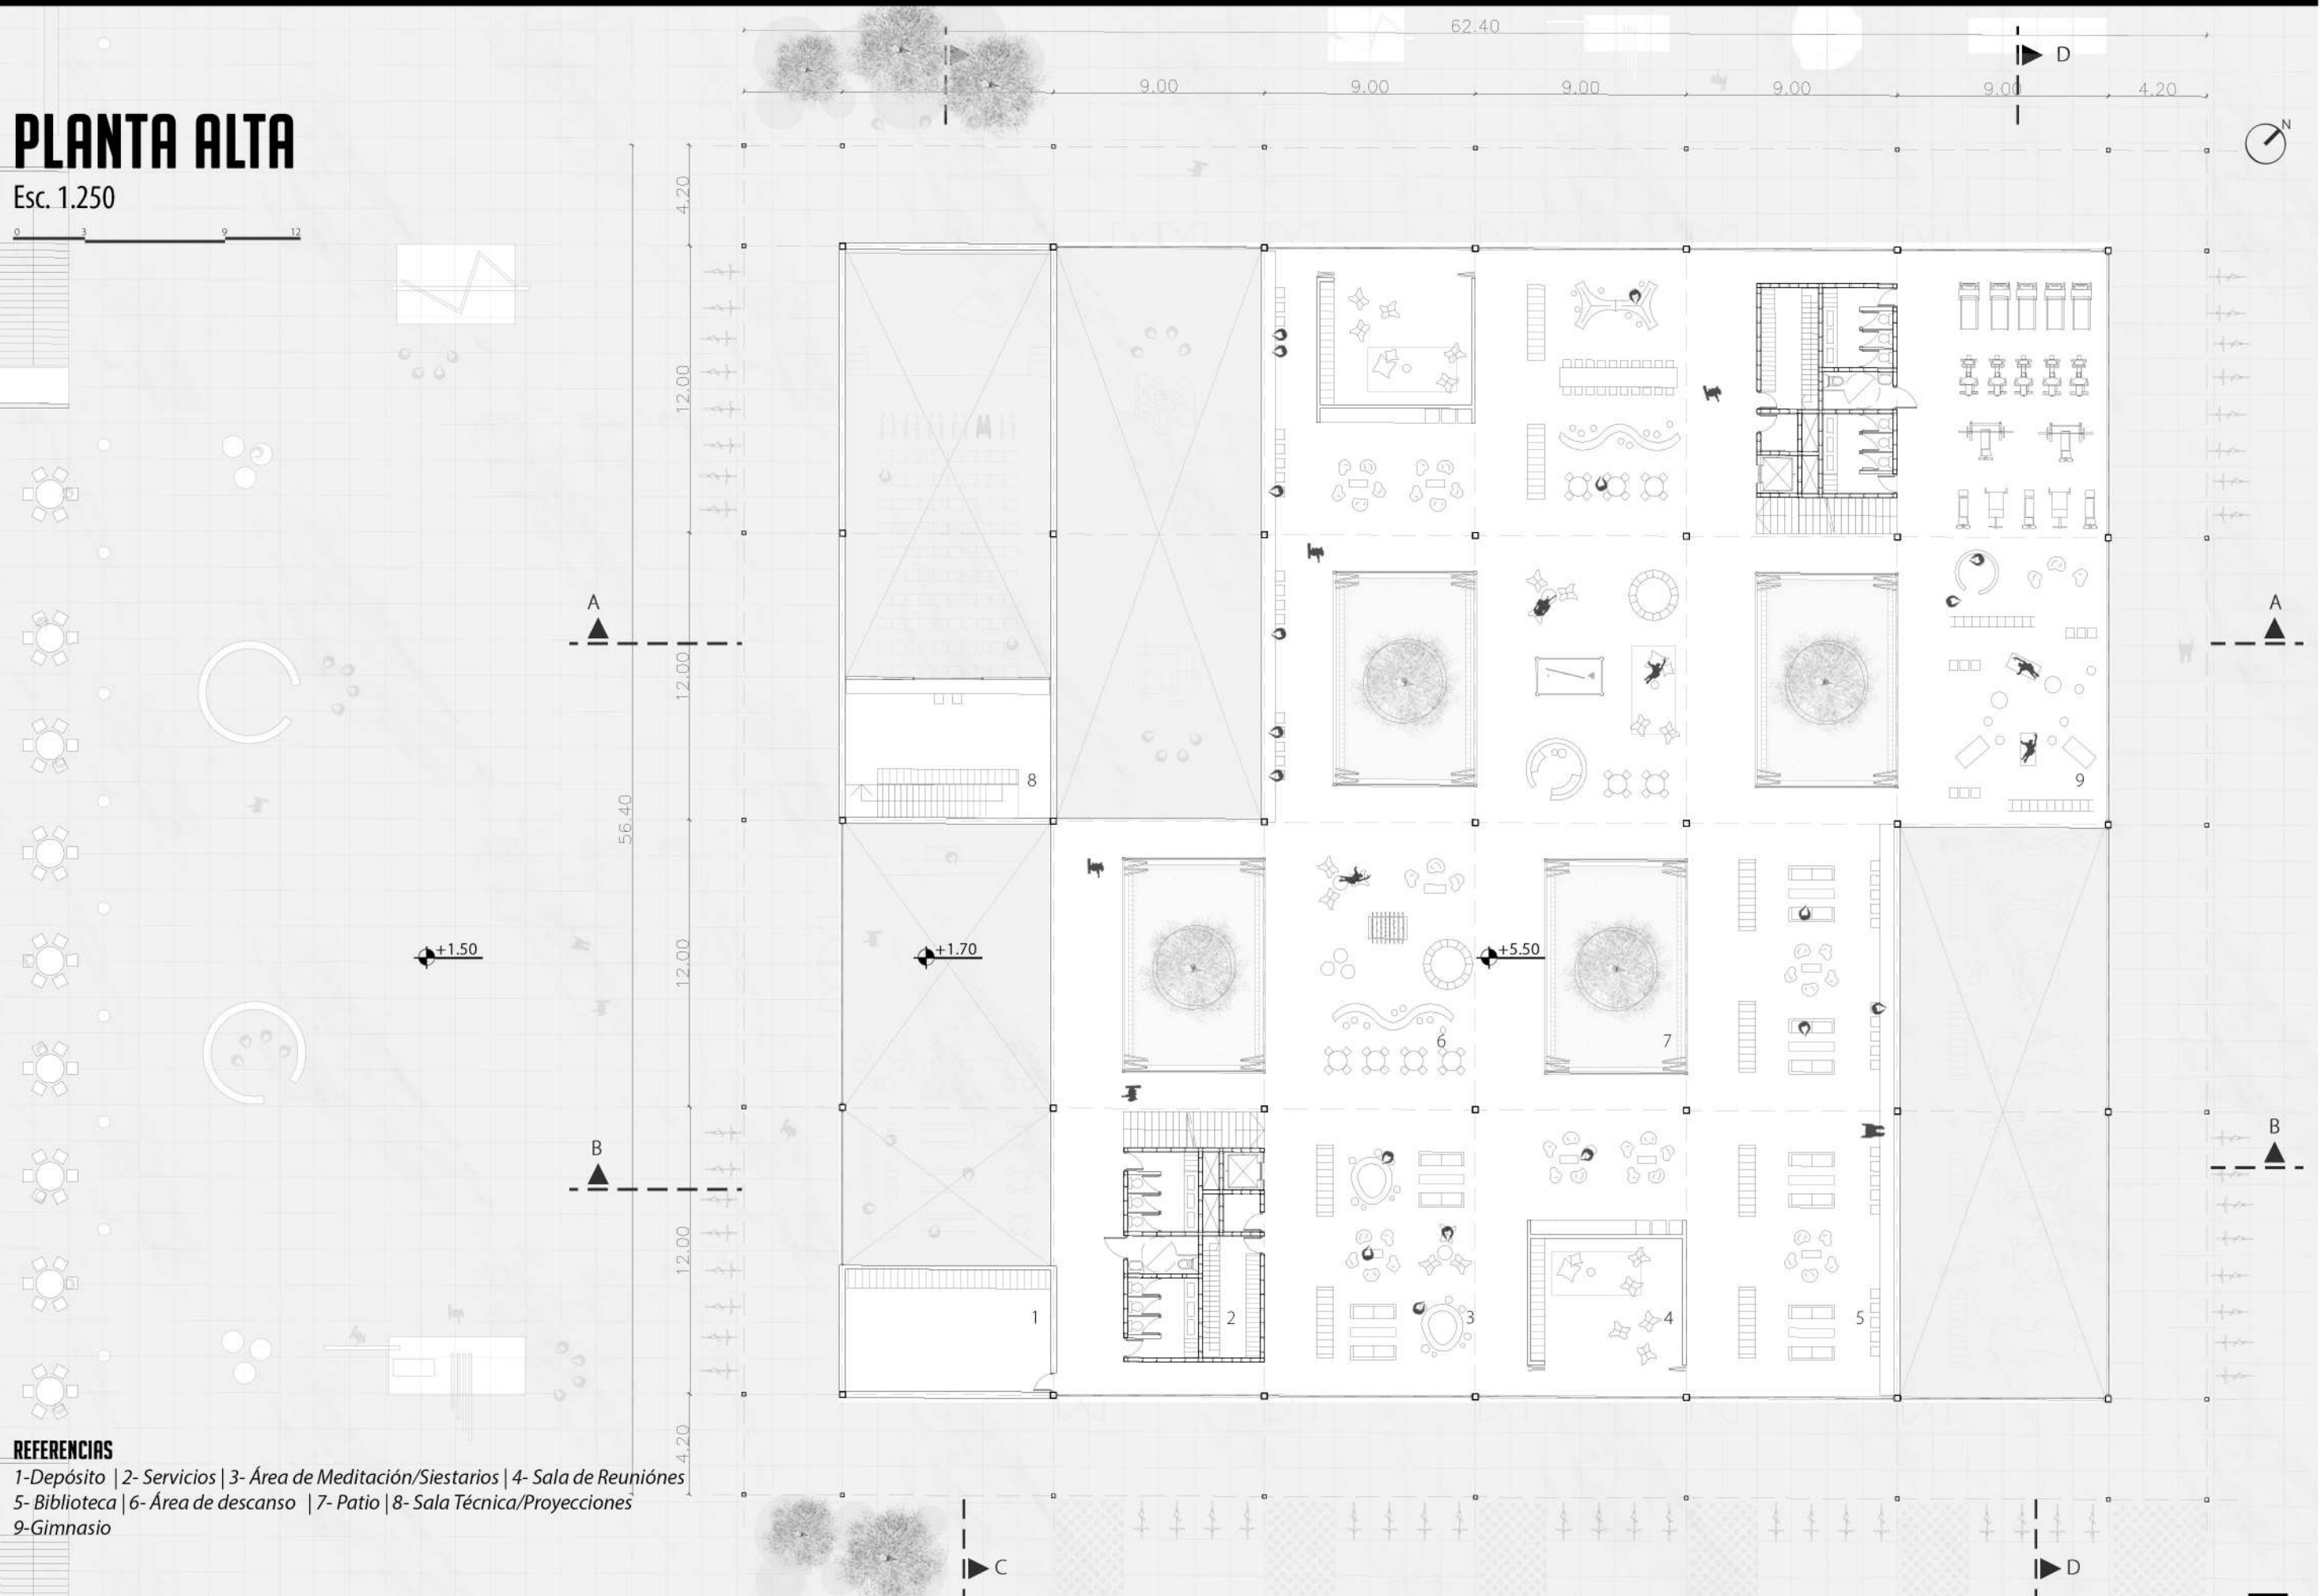 62.40
D
9.00 9.00 9.00 9.00 9.00 4.20
PLANTA ALTA
Esc. 1.250
0 3 9 12
N
4.20
12.00
A
A
12.00
8
9
56.40
+1.50
+1.70
+5.50
12.00
6
7
B
B
12.00
1
2
3
4
5
4.20
REFERENCIAS
1-Depósito | 2- Servicios | 3- Área de Meditación/Siestarios | 4- Sala de Reuniónes
5- Biblioteca | 6- Área de descanso | 7- Patio | 8- Sala Técnica/Proyecciones
9-Gimnasio
C
D